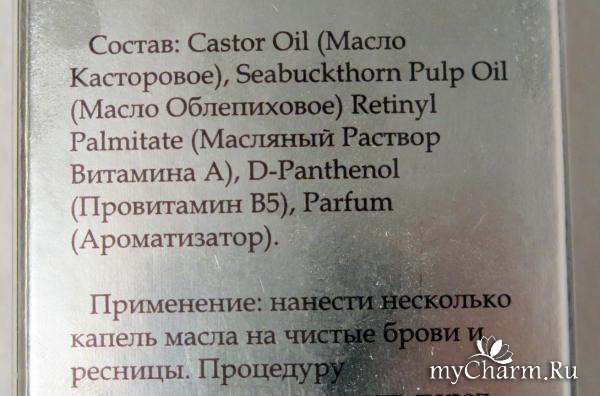 Состав: Castor Oil (Масло
Касторовое), Seabuckthorn Pulp Oil
(Масло Облепиховое) Retinyl
Palmitate (Масляный Раствор
Витамина А), D-Panthenol
(Провитамин В5), Parfum
(Ароматизатор).
Применение: нанести несколько
капель масла на чистые брови и
ресницы. Процедуру
myCharm.Ru